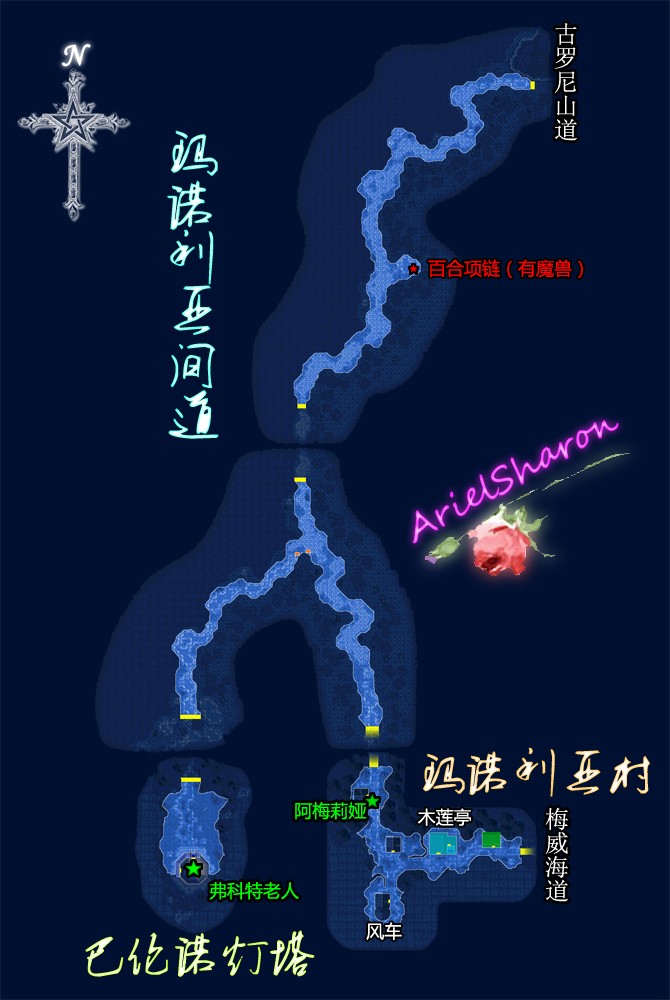 N
古罗尼山道
玛诺利亚间道
百合项链（有魔兽）
ArielSharon
玛诺利亚村
阿梅莉娅
木莲亭
梅威海道
弗科特老人
风车
巴伦诺灯塔